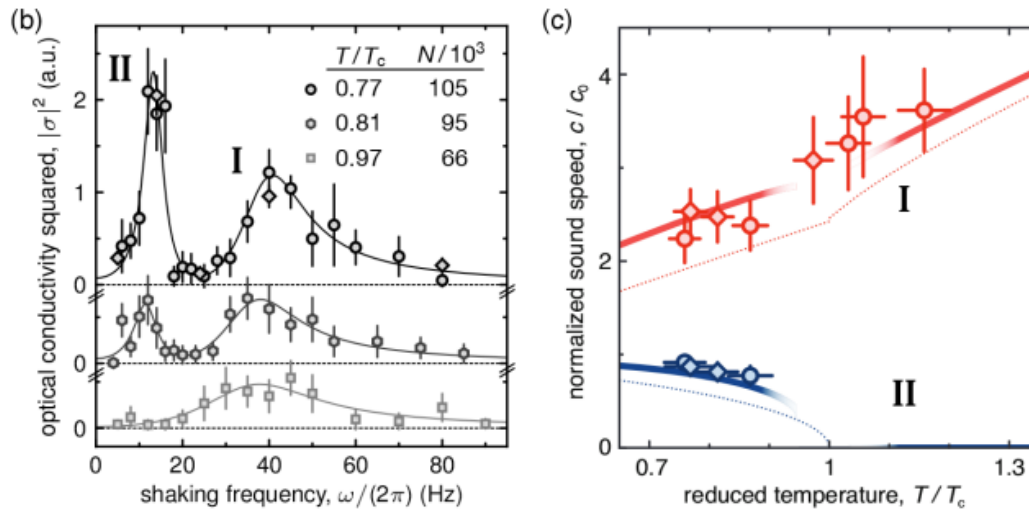 (b)
II
I
T/Tc N/10³
0.77 105
0.81 95
0.97 66
optical conductivity squared, |σ|² (a.u.)
2
1
0
0
0
0 20 40 60 80
shaking frequency, ω/(2π) (Hz)
(c)
normalized sound speed, c/c₀
4
2
0
I
II
0.7 1 1.3
reduced temperature, T/Tc